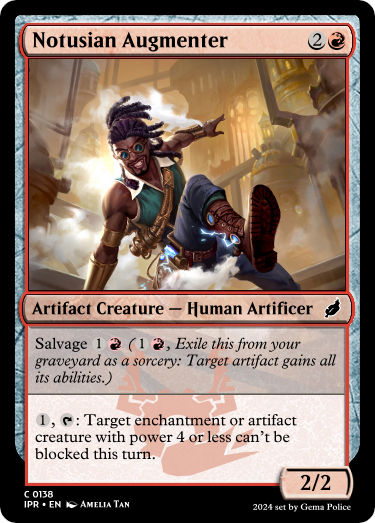 Notusian Augmenter 2
Artifact Creature — Human Artificer
Salvage 1 ( 1 , Exile this from your
graveyard as a sorcery: Target artifact gains all
its abilities.)
1 , : Target enchantment or artifact
creature with power 4 or less can't be
blocked this turn.
2/2
C 0138
IPR • EN Amelia Tan
2024 set by Gema Police